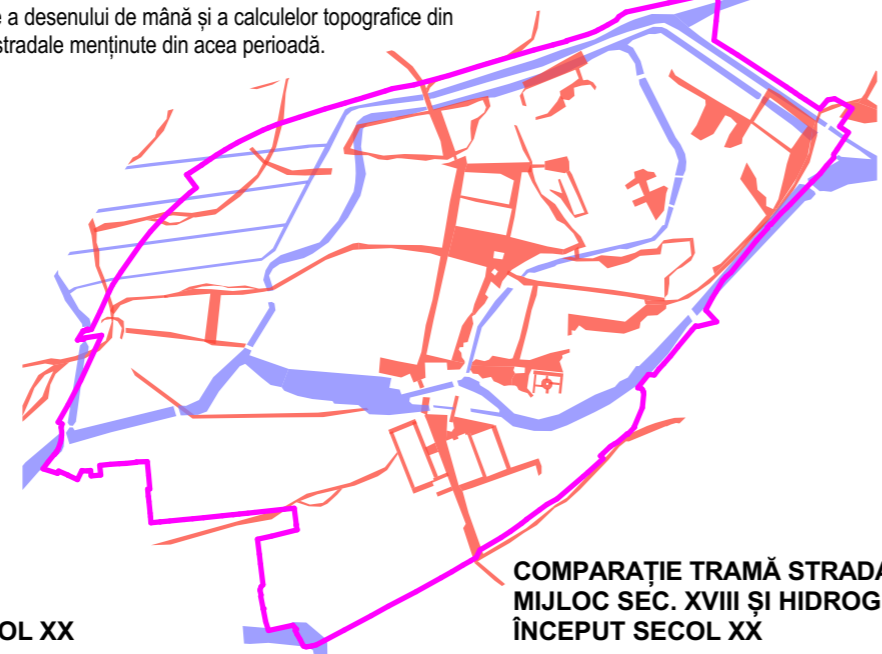 a desenului de mână și a calculelor topografice din
stradale menținute din acea perioadă.
COMPARAȚIE TRAMĂ STRADA
MIJLOC SEC. XVIII ȘI HIDROG
ÎNCEPUT SECOL XX
OL XX